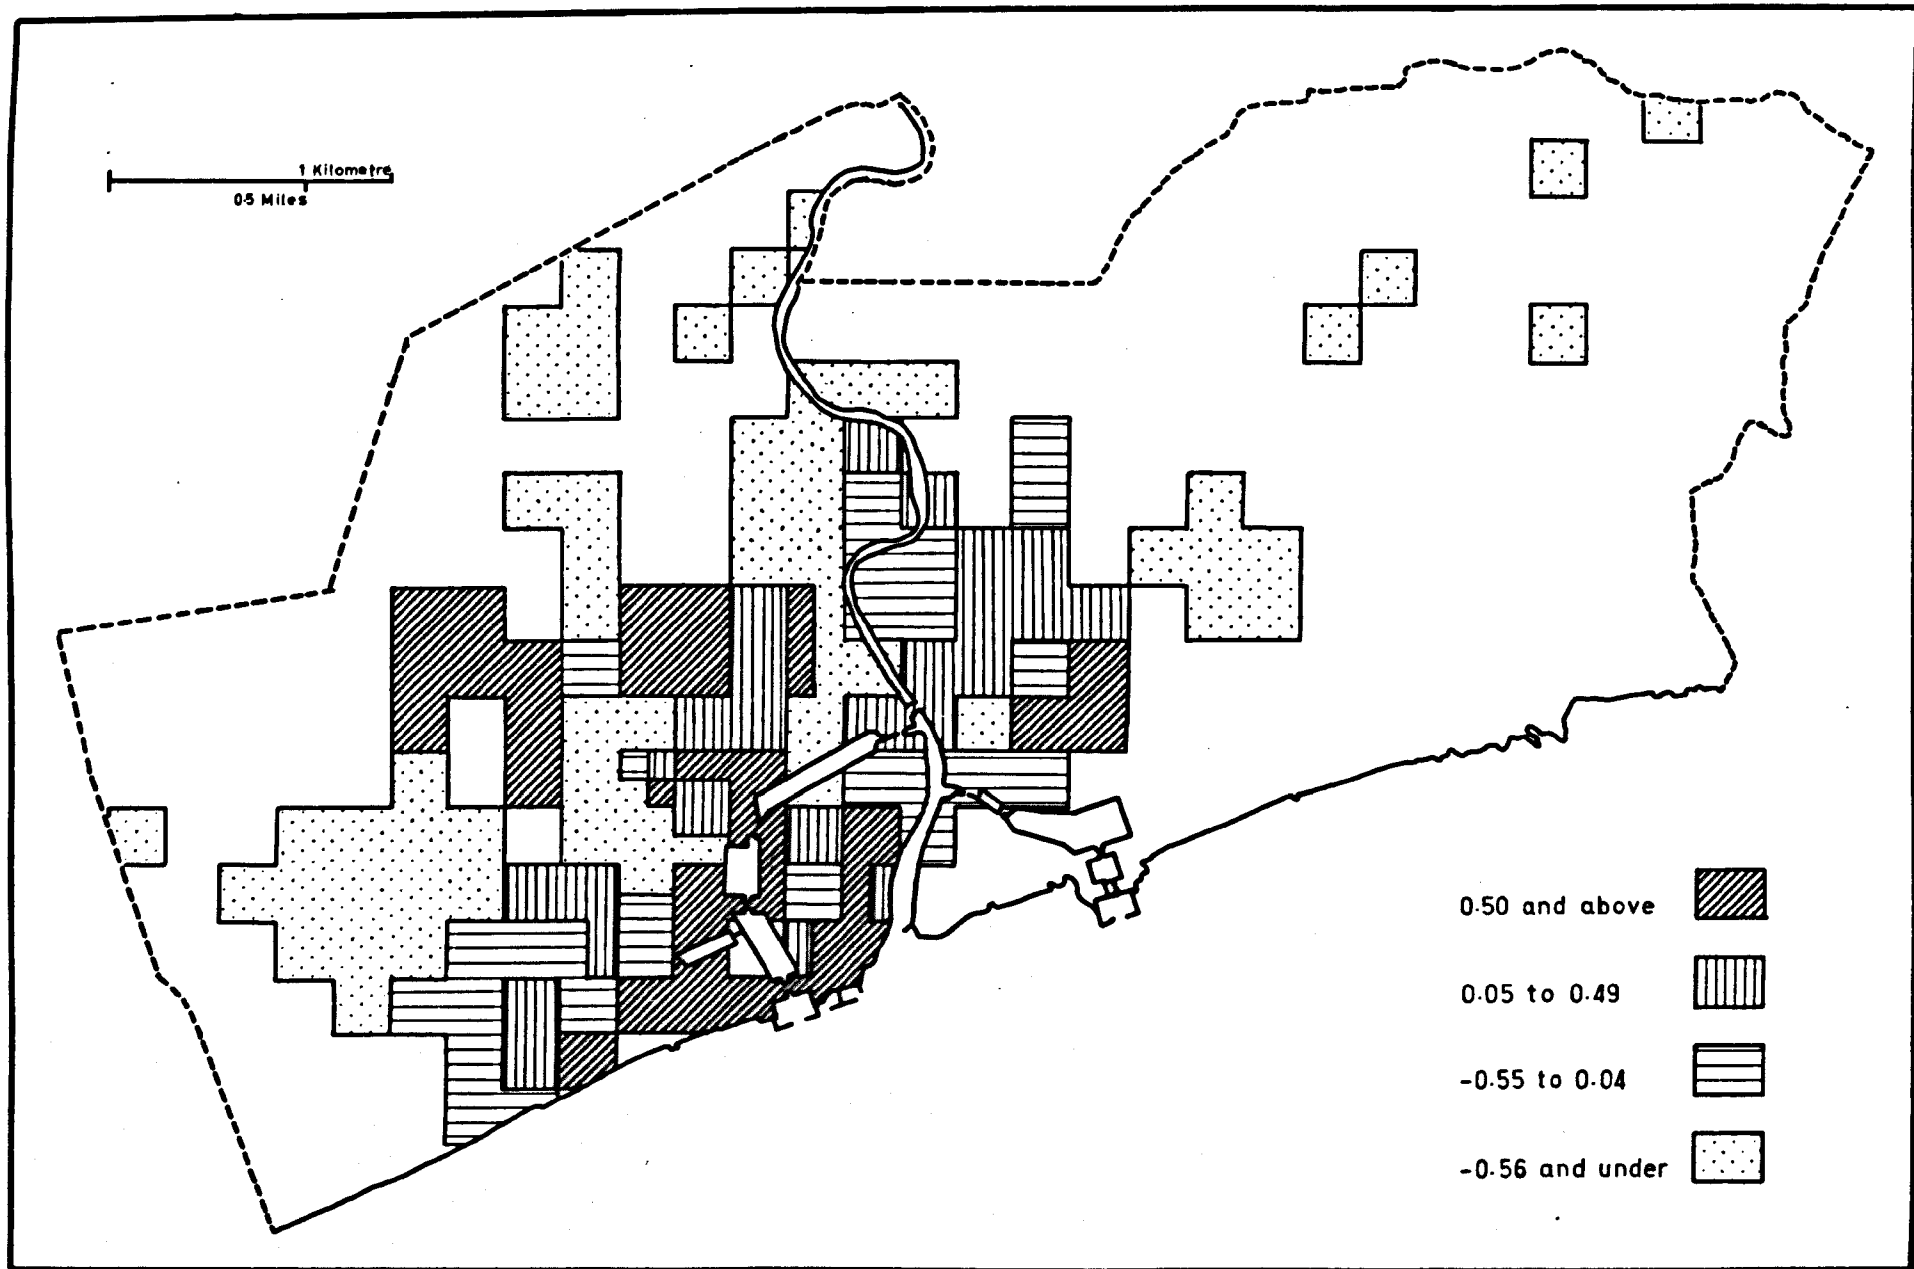 1 Kilometre
0·5 Miles
0·50 and above
0·05 to 0·49
-0·55 to 0·04
-0·56 and under